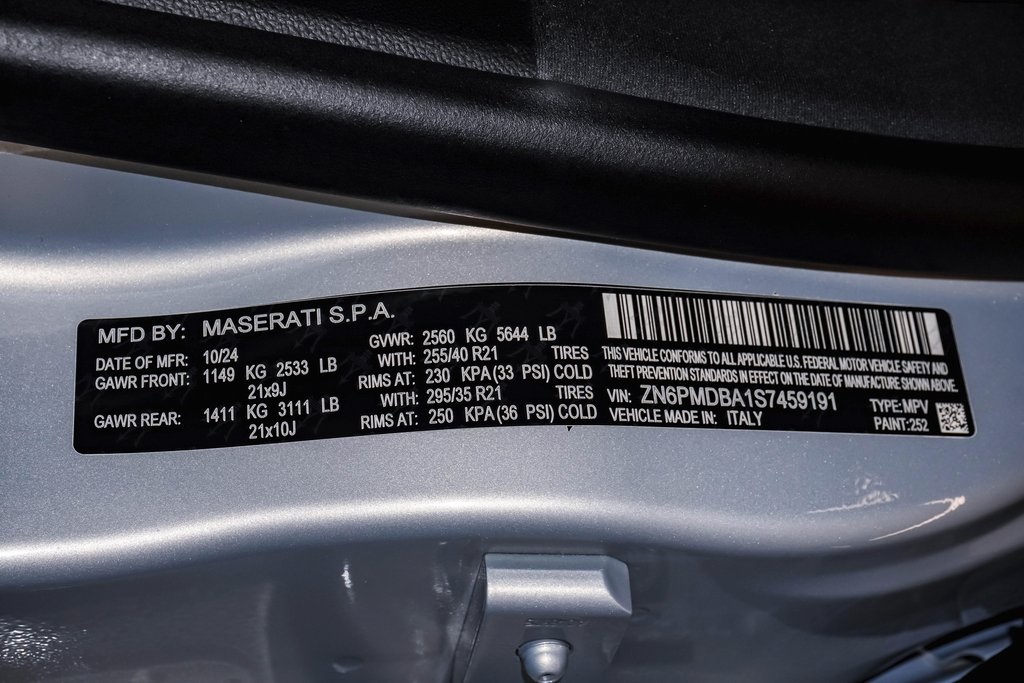 MFD BY: MASERATI S.P.A.
DATE OF MFR: 10/24 GVWR: 2560 KG 5644 LB
GAWR FRONT: 1149 KG 2533 LB WITH: 255/40 R21 TIRES
21x9J RIMS AT: 230 KPA (33 PSI) COLD
GAWR REAR: 1411 KG 3111 LB WITH: 295/35 R21 TIRES
21x10J RIMS AT: 250 KPA (36 PSI) COLD
THIS VEHICLE CONFORMS TO ALL APPLICABLE U.S. FEDERAL MOTOR VEHICLE SAFETY AND
THEFT PREVENTION STANDARDS IN EFFECT ON THE DATE OF MANUFACTURE SHOWN ABOVE.
VIN: ZN6PMDBA1S7459191 TYPE: MPV
VEHICLE MADE IN: ITALY PAINT: 252